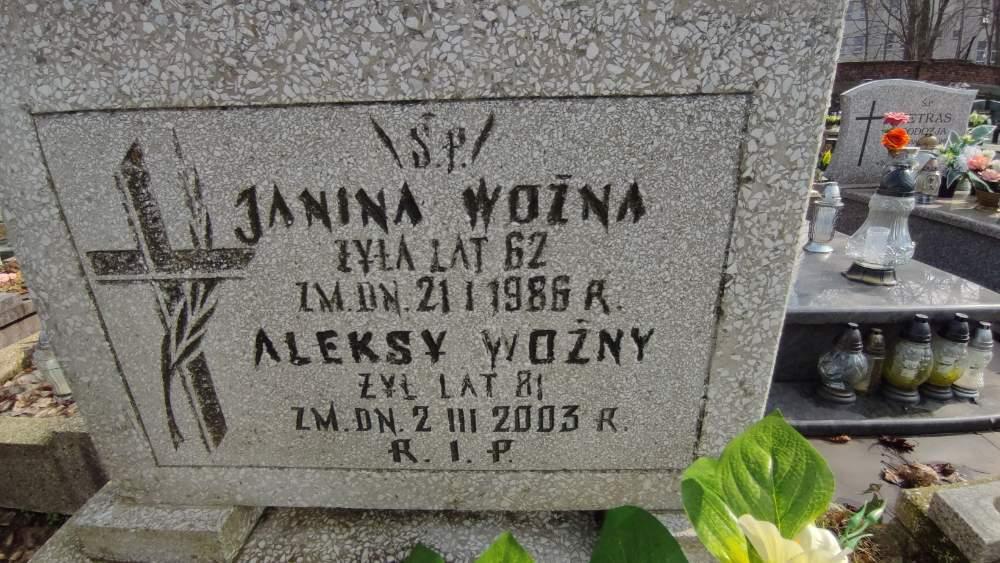 Ś.P.
JANINA WOŹNA
ŻYŁA LAT 62
ZM. DN. 21 I 1986 R.
ALEKSY WOŹNY
ŻYŁ LAT 81
ZM. DN. 2 III 2003 R.
R. I. P.
Ś.P.